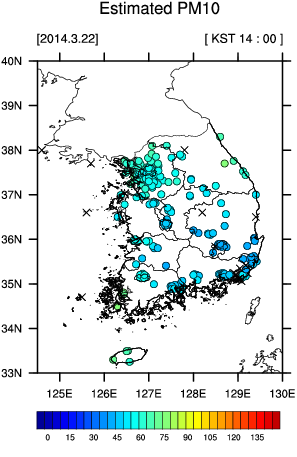 Estimated PM10
[2014.3.22] [ KST 14 : 00 ]
40N
39N
38N
37N
36N
35N
34N
33N
125E 126E 127E 128E 129E 130E
0 15 30 45 60 75 90 105 120 135